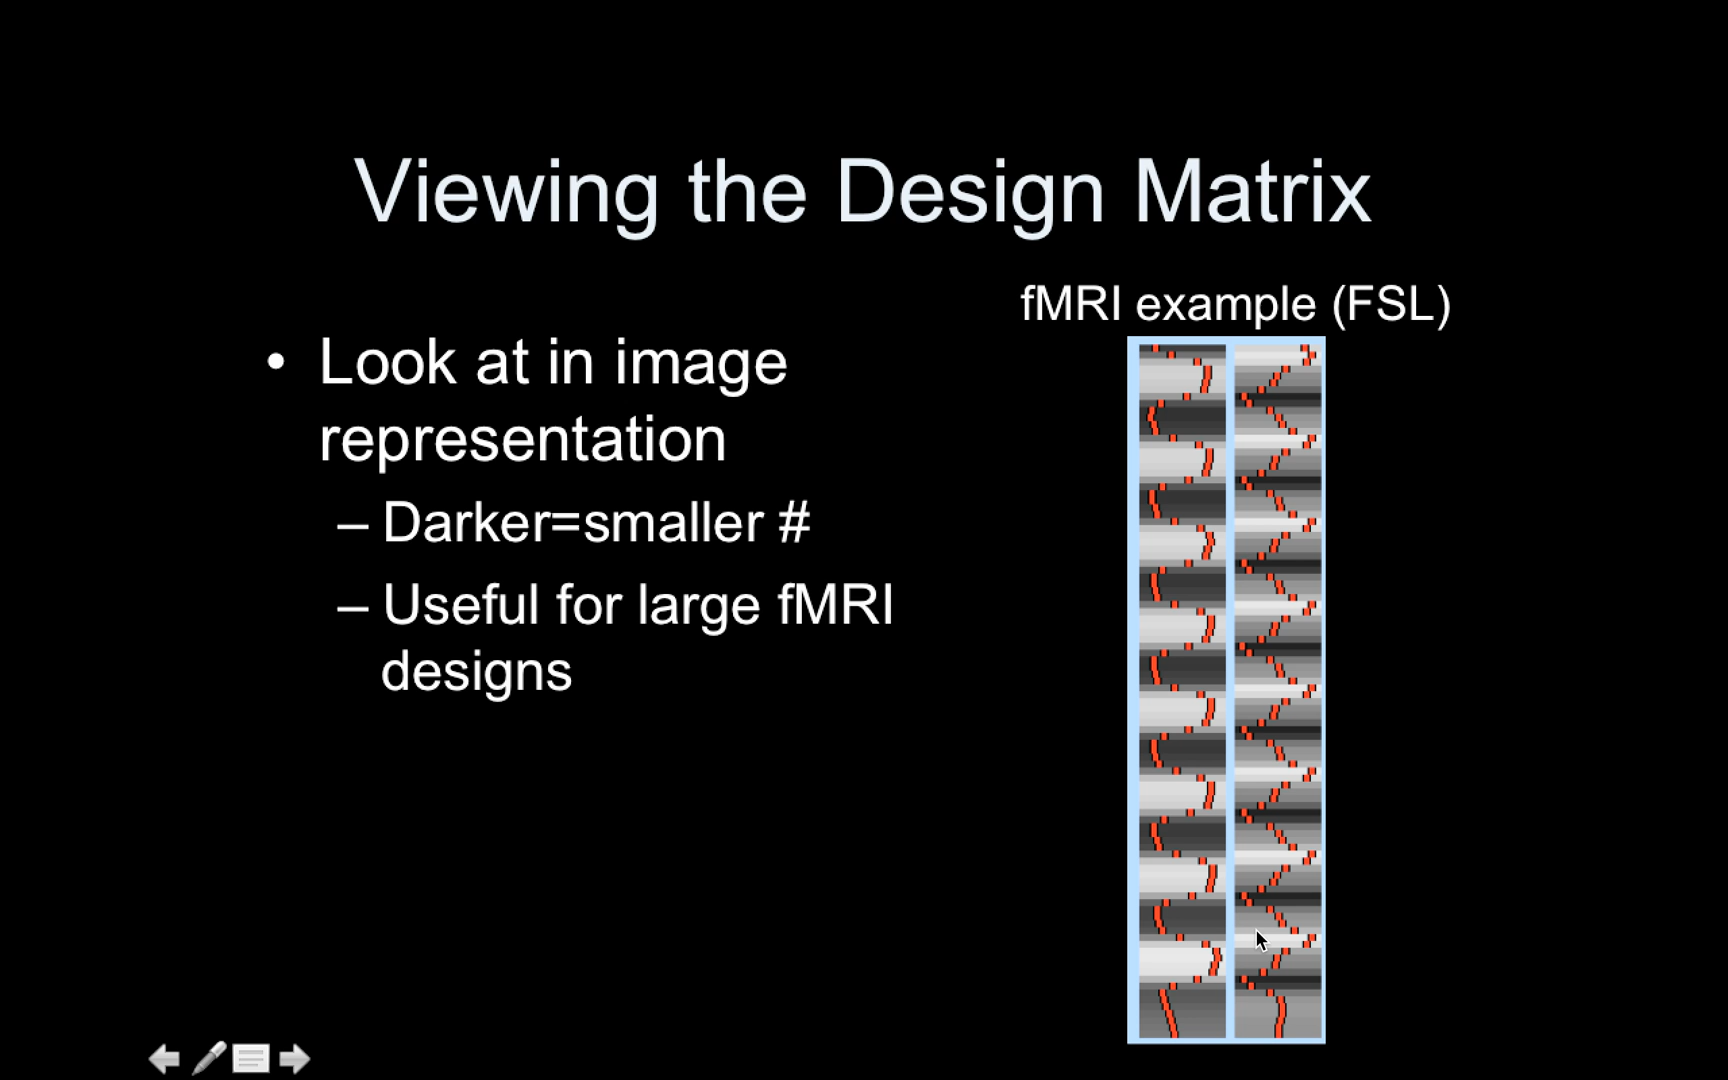 Viewing the Design Matrix
fMRI example (FSL)
• Look at in image
representation
– Darker=smaller #
– Useful for large fMRI
designs